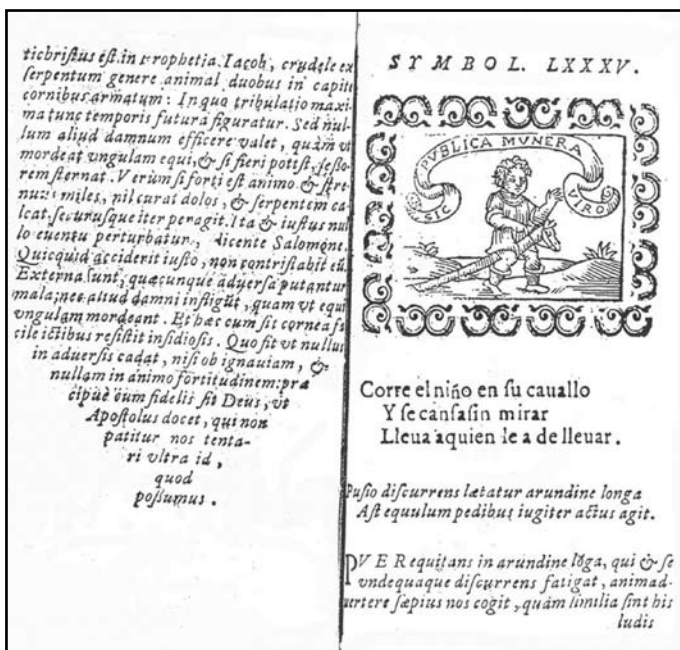 tichriſtus eſt.in prophetia.Iacob, crudele ex
ſerpentum genere animal duobus in capite
cornibus armatum: In quo tribulatio maxi
ma tunc temporis futura figuratur. Sed nul-
lum aliud damnum efficere valet, quàm vt
mordeat vngulam equi, & ſi fieri poteſt, ſeſſo-
rem ſternat. Verùm ſi forti eſt animo & ſtre-
nuus miles, nil curat dolos, & ſerpentem cal
cat, ſecurusque iter peragit. Ita & iuſtus nul
lo euentu perturbatur, dicente Salomone.
Quicquid acciderit iuſto, non contriſtabit eũ.
Externa ſunt, quæcunque aduerſa putantur
mala; nec aliud damni infligũt, quam vt equi
vngulam mordeant. Et hæc cum ſit cornea fa
cile ictibus reſiſtit inſidioſis. Quo fit vt nullus
in aduerſis cadat, niſi ob ignauiam, &
nullam in animo fortitudinem: præ
cipuè cum fidelis ſit Deus, vt
Apoſtolus docet, qui non
patitur nos tenta-
ri vltra id,
quod
poſſumus.
SYMBOL. LXXXV.
SIC PVBLICA MVNERA VIROS
Corre el niño en ſu cauallo
Y ſe canſa ſin mirar
Lleua a quien le a de lleuar.
Puſio diſcurrens lætatur arundine longa
Aſt equulum pedibus iugiter actus agit.
PVER equitans in arundine lõga, qui & ſe
vndequaque diſcurrens fatigat, animad-
uertere ſæpius nos cogit, quàm ſimilia ſint his
ludis